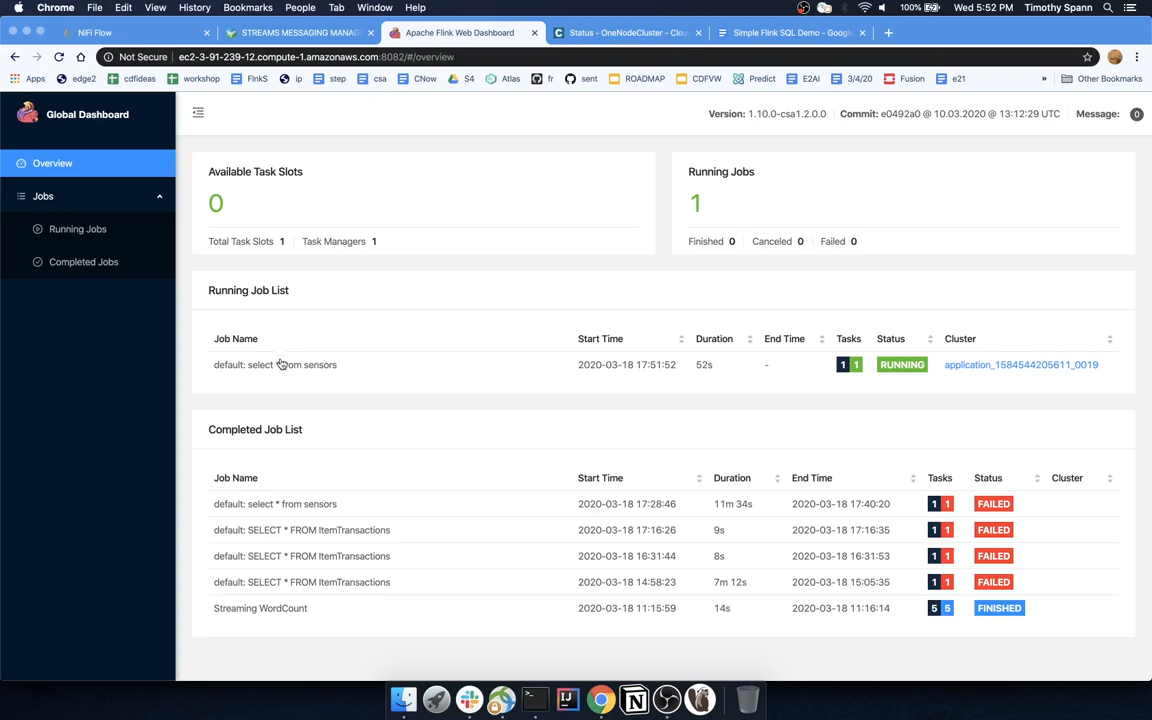 Chrome File Edit View History Bookmarks People Tab Window Help 100% Wed 5:52 PM Timothy Spann
NiFi Flow × STREAMS MESSAGING MANAG × Apache Flink Web Dashboard × Status - OneNodeCluster - Clou × Simple Flink SQL Demo - Google × +
Not Secure ec2-3-91-239-12.compute-1.amazonaws.com:8082/#/overview
Apps edge2 cdfideas workshop FlnkS ip step csa CNow S4 Atlas fr sent ROADMAP CDFVW Predict E2AI 3/4/20 Fusion e21 » Other Bookmarks
Global Dashboard
Version: 1.10.0-csa1.2.0.0 Commit: e0492a0 @ 10.03.2020 @ 13:12:29 UTC Message: 0
Overview
Jobs
Running Jobs
Completed Jobs
Available Task Slots
0
Total Task Slots 1 Task Managers 1
Running Jobs
1
Finished 0 Canceled 0 Failed 0
Running Job List
Job Name Start Time Duration End Time Tasks Status Cluster
default: select from sensors 2020-03-18 17:51:52 52s - 1 1 RUNNING application_1584544205611_0019
Completed Job List
Job Name Start Time Duration End Time Tasks Status Cluster
default: select * from sensors 2020-03-18 17:28:46 11m 34s 2020-03-18 17:40:20 1 1 FAILED
default: SELECT * FROM ItemTransactions 2020-03-18 17:16:26 9s 2020-03-18 17:16:35 1 1 FAILED
default: SELECT * FROM ItemTransactions 2020-03-18 16:31:44 8s 2020-03-18 16:31:53 1 1 FAILED
default: SELECT * FROM ItemTransactions 2020-03-18 14:58:23 7m 12s 2020-03-18 15:05:35 1 1 FAILED
Streaming WordCount 2020-03-18 11:15:59 14s 2020-03-18 11:16:14 5 5 FINISHED